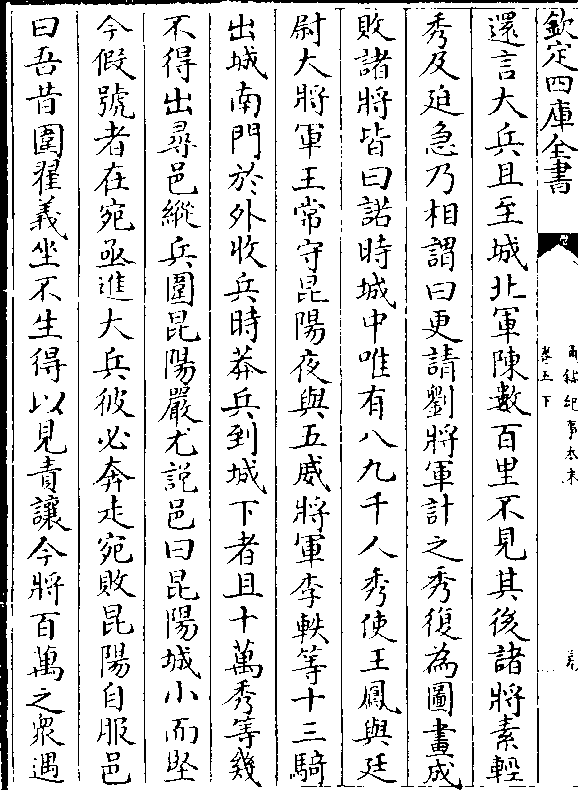 欽定四庫全書
通鑑紀事本末
卷五下
還言大兵且至城北軍陳數百里不見其後諸將素輕
秀及廹急乃相謂曰更請劉將軍計之秀復為圖畫成
敗諸將皆曰諾時城中唯有八九千人秀使王鳳與廷
尉大將軍王常守昆陽夜與五威將軍李軼等十三騎
出城南門於外收兵時莽兵到城下者且十萬秀等幾
不得出尋邑縱兵圍昆陽嚴尤說邑曰昆陽城小而堅
今假號者在宛亟進大兵彼必奔走宛敗昆陽自服邑
曰吾昔圍翟義坐不生得以見責讓今將百萬之衆遇